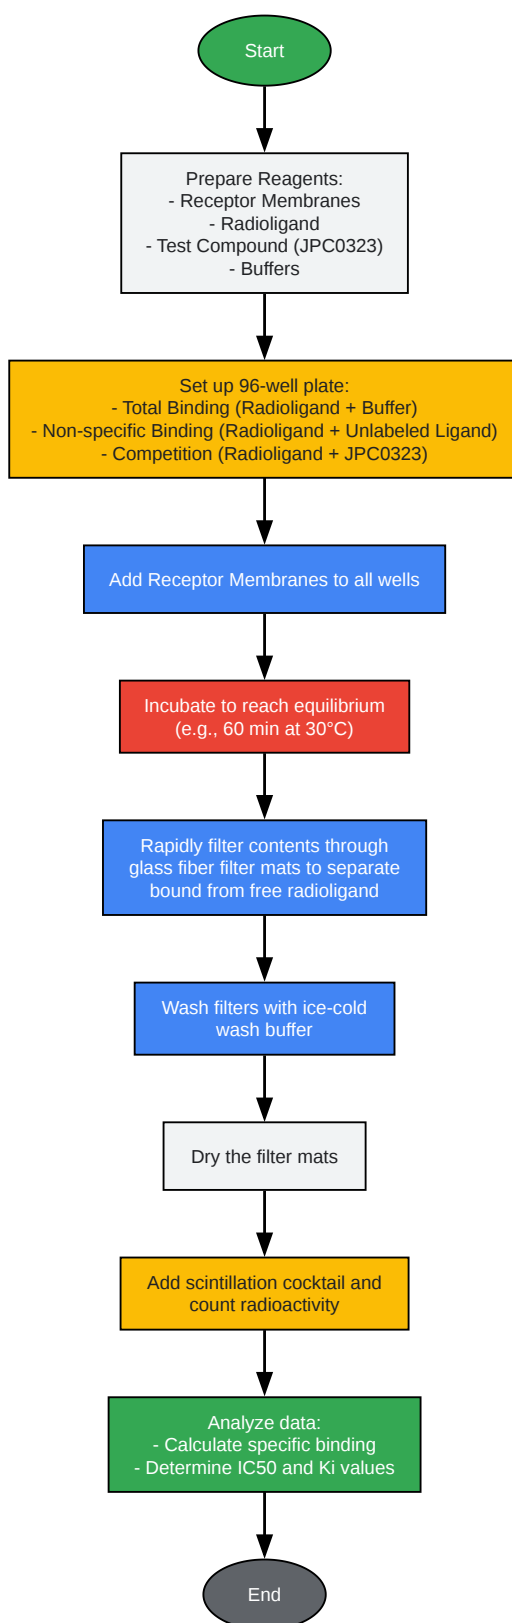 Start
Prepare Reagents:
- Receptor Membranes
- Radioligand
- Test Compound (JPC0323)
- Buffers
Set up 96-well plate:
- Total Binding (Radioligand + Buffer)
- Non-specific Binding (Radioligand + Unlabeled Ligand)
- Competition (Radioligand + JPC0323)
Add Receptor Membranes to all wells
Incubate to reach equilibrium
(e.g., 60 min at 30°C)
Rapidly filter contents through
glass fiber filter mats to separate
bound from free radioligand
Wash filters with ice-cold
wash buffer
Dry the filter mats
Add scintillation cocktail and
count radioactivity
Analyze data:
- Calculate specific binding
- Determine IC50 and Ki values
End